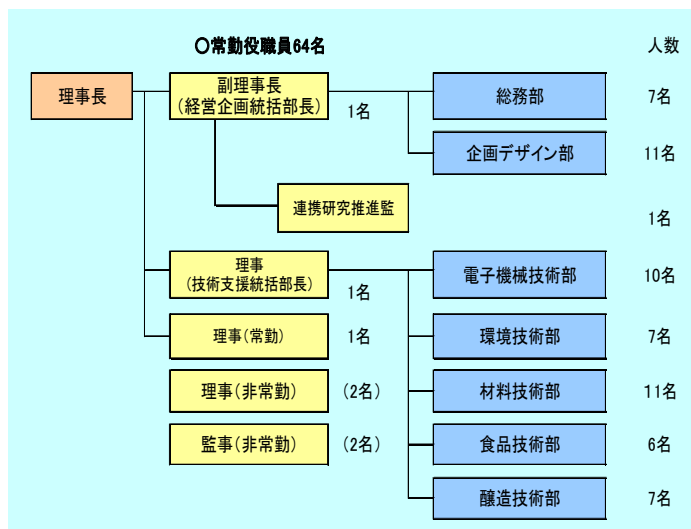 〇常勤役職員64名
人数
理事長
副理事長
(経営企画統括部長)
1名
総務部
7名
企画デザイン部
11名
連携研究推進監
1名
理事
(技術支援統括部長)
1名
電子機械技術部
10名
理事(常勤)
1名
環境技術部
7名
理事(非常勤)
(2名)
材料技術部
11名
監事(非常勤)
(2名)
食品技術部
6名
醸造技術部
7名